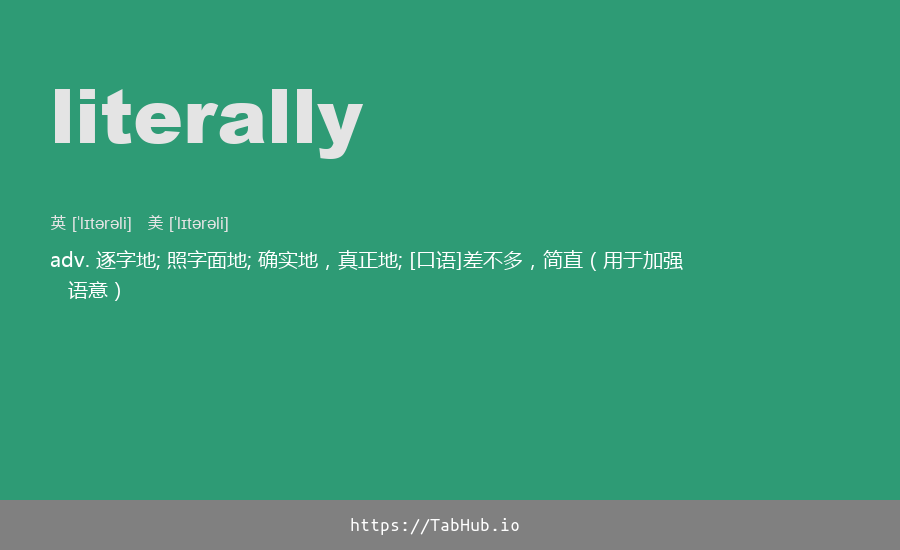 literally
英 [ˈlɪtərəli] 美 [ˈlɪtərəli]
adv. 逐字地; 照字面地; 确实地，真正地; [口语]差不多，简直（用于加强
语意）
https://TabHub.io